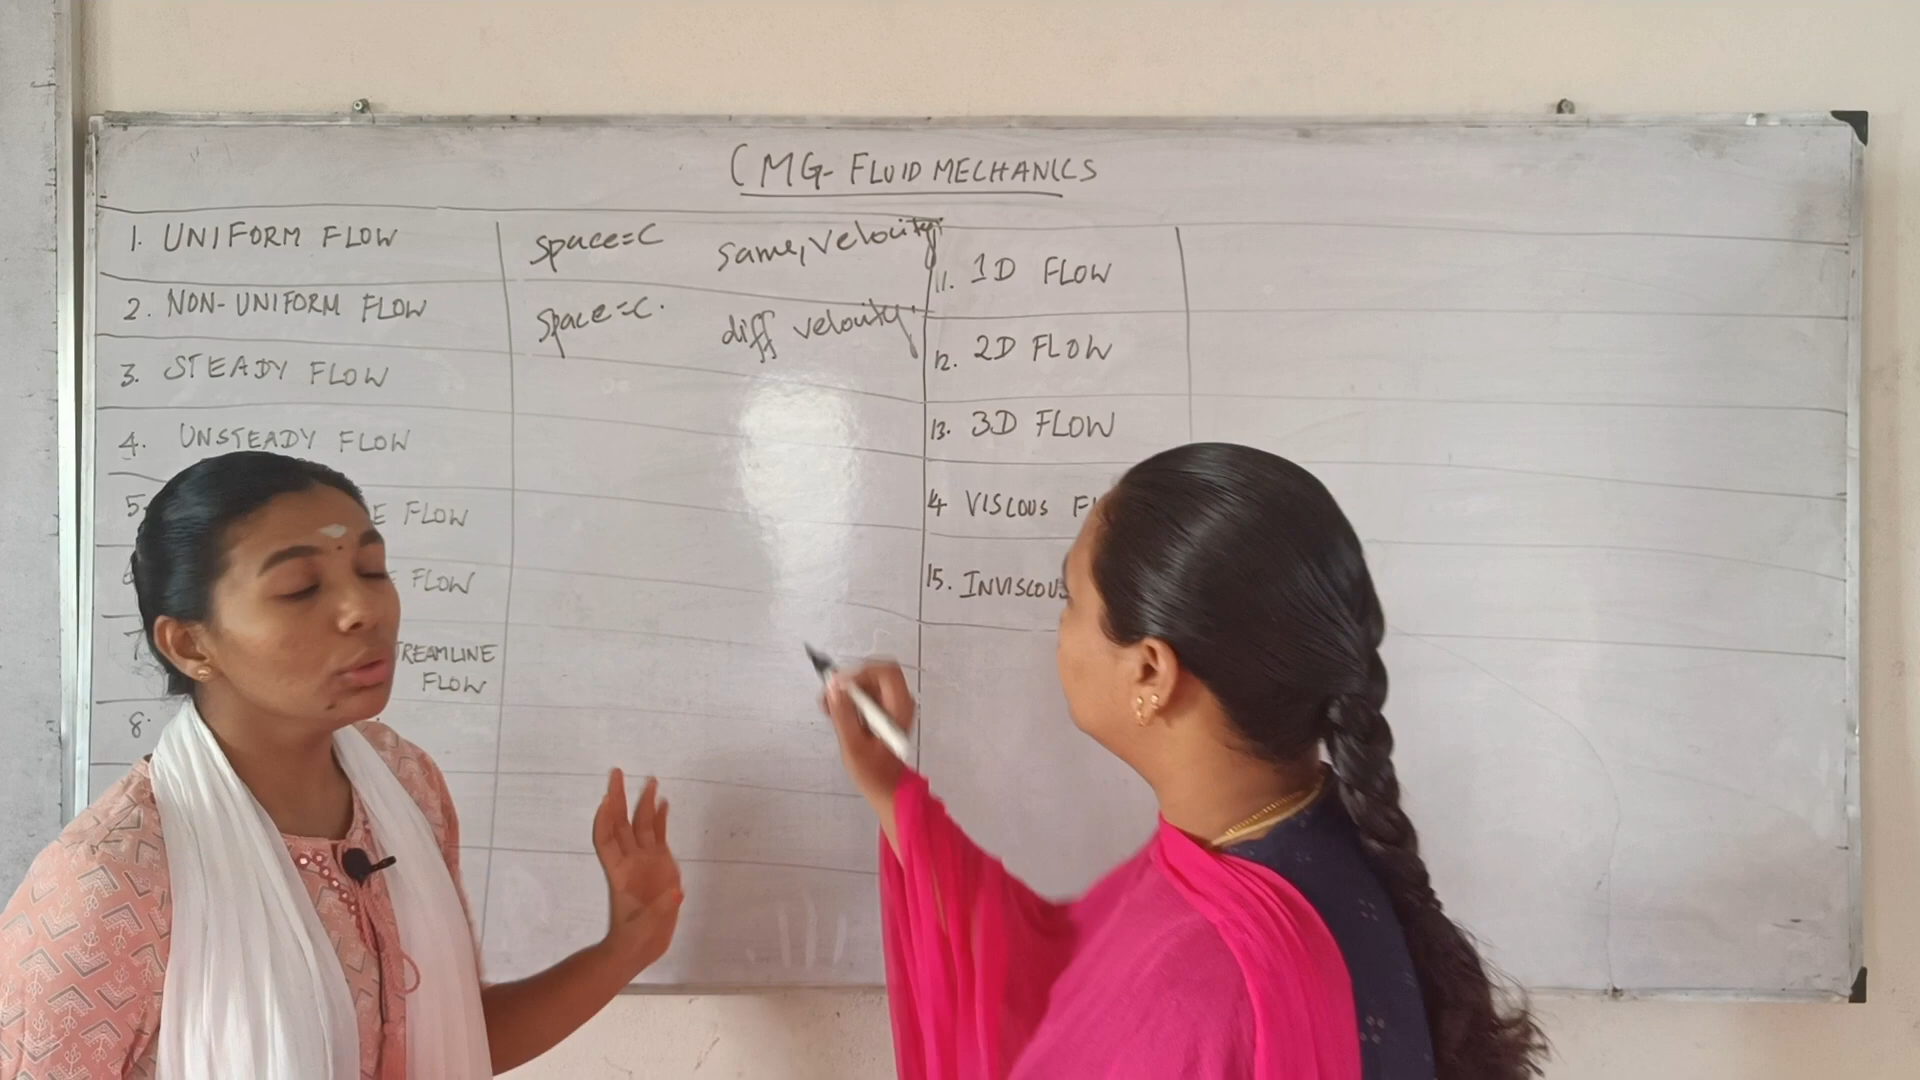 CMG- FLUID MECHANICS
1. UNIFORM FLOW space=C same, velocity.
2. NON-UNIFORM FLOW space=C. diff velocity.
3. STEADY FLOW
4. UNSTEADY FLOW
5. E FLOW
FLOW
7 TREAMLINE
FLOW
8.
11. 1D FLOW
12. 2D FLOW
13. 3D FLOW
14 VISCOUS F
15. INVISCOUS